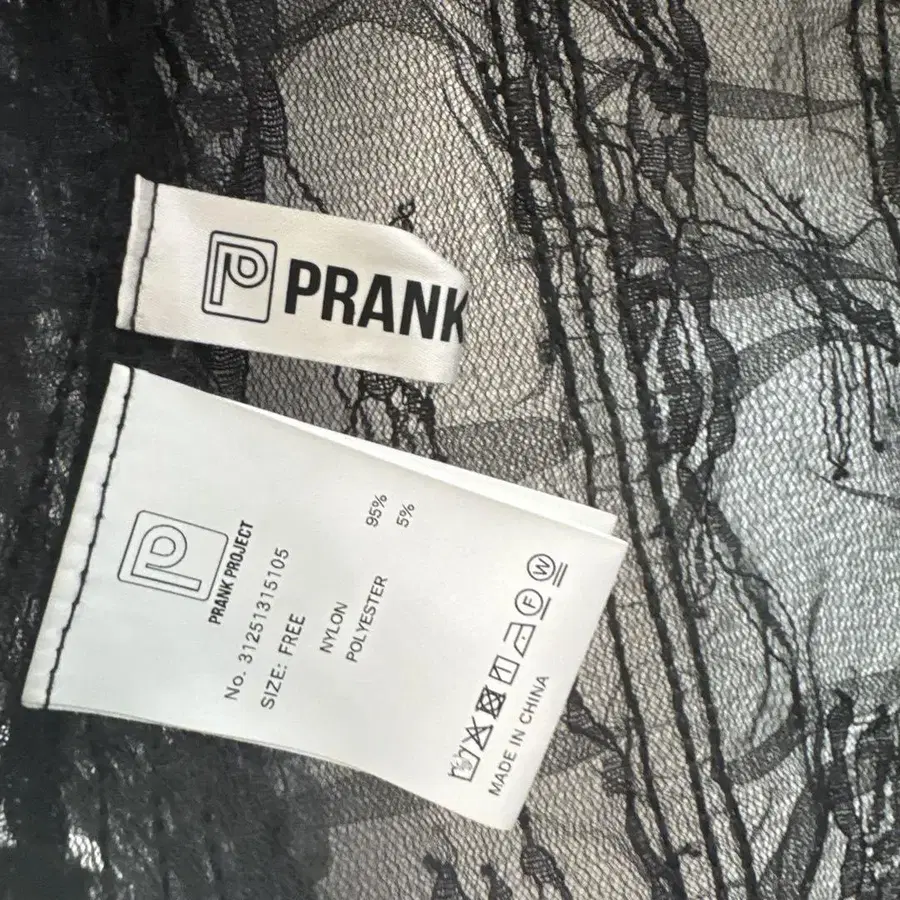 PRANK
PRANK PROJECT
No. 31251315105
SIZE: FREE
NYLON 95%
POLYESTER 5%
F W
MADE IN CHINA